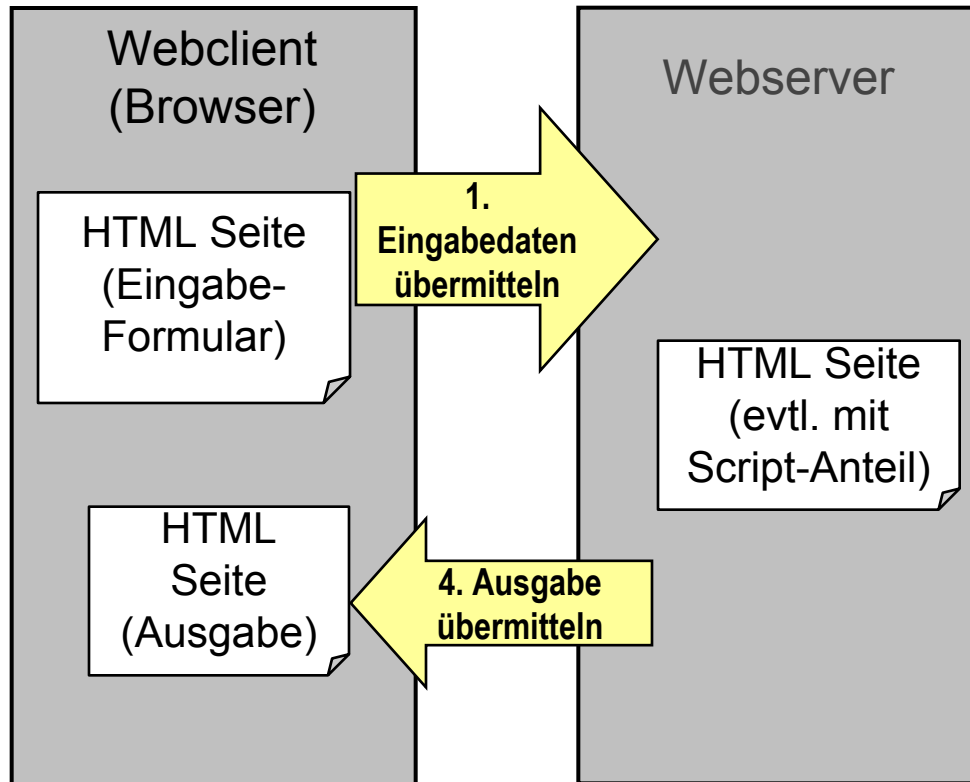 Webclient
(Browser)
Webserver
HTML Seite
(Eingabe-
Formular)
1.
Eingabedaten
übermitteln
HTML Seite
(evtl. mit
Script-Anteil)
HTML
Seite
(Ausgabe)
4. Ausgabe
übermitteln